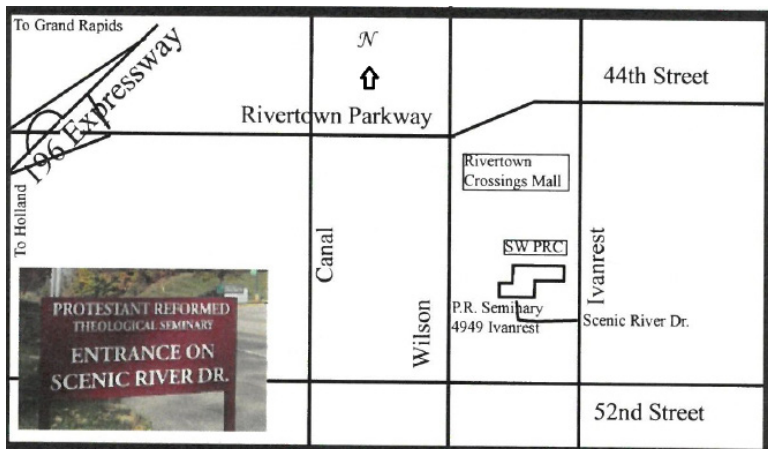 To Grand Rapids
N
44th Street
196 Expressway
Rivertown Parkway
Rivertown
Crossings Mall
To Holland
Canal
SW PRC
Ivanrest
Wilson
P.R. Seminary
4949 Ivanrest
Scenic River Dr.
PROTESTANT REFORMED
THEOLOGICAL SEMINARY
ENTRANCE ON
SCENIC RIVER DR.
52nd Street